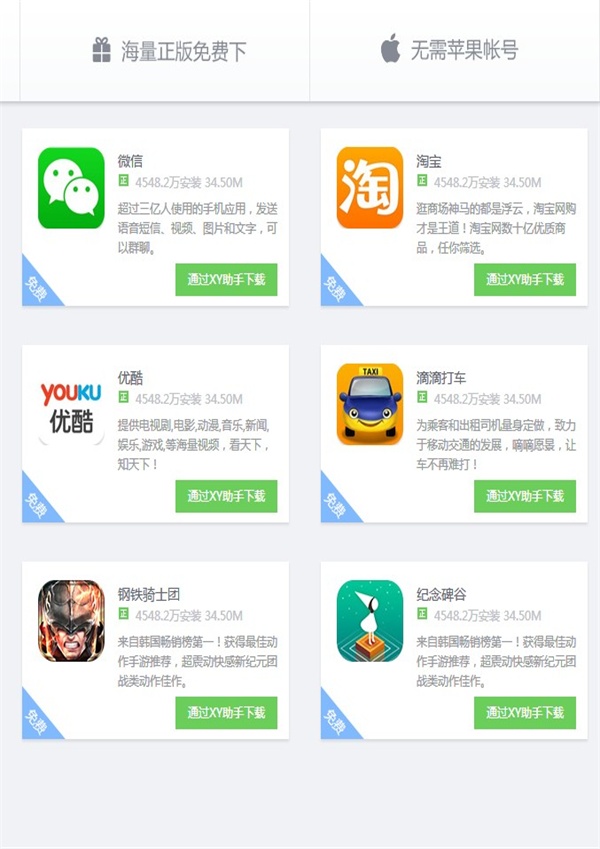 海量正版免费下
无需苹果帐号
微信
正 4548.2万安装 34.50M
超过三亿人使用的手机应用，发送
语音短信、视频、图片和文字，可
以群聊。
通过XY助手下载
免费
淘
淘宝
正 4548.2万安装 34.50M
逛商场神马的都是浮云，淘宝网购
才是王道！淘宝网数十亿优质商
品，任你筛选。
通过XY助手下载
免费
YOUKU
优酷
优酷
正 4548.2万安装 34.50M
提供电视剧,电影,动漫,音乐,新闻,
娱乐,游戏,等海量视频，看天下，
知天下！
通过XY助手下载
免费
TAXI
滴滴打车
正 4548.2万安装 34.50M
为乘客和出租司机量身定做，致力
于移动交通的发展，嘀嘀愿景，让
车不再难打！
通过XY助手下载
免费
钢铁骑士团
正 4548.2万安装 34.50M
来自韩国畅销榜第一！获得最佳动
作手游推荐，超震动快感新纪元团
战类动作佳作。
通过XY助手下载
免费
纪念碑谷
正 4548.2万安装 34.50M
来自韩国畅销榜第一！获得最佳动
作手游推荐，超震动快感新纪元团
战类动作佳作。
通过XY助手下载
免费